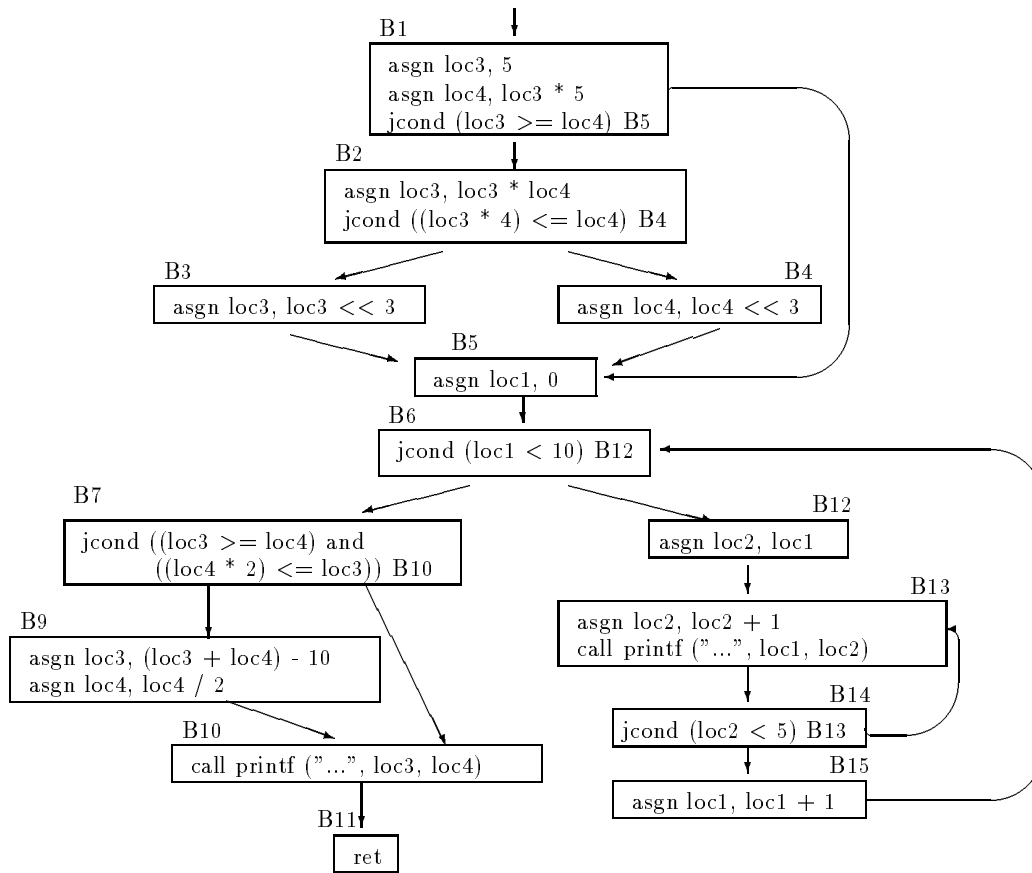 B1
asgn loc3, 5
asgn loc4, loc3 * 5
jcond (loc3 >= loc4) B5
B2
asgn loc3, loc3 * loc4
jcond ((loc3 * 4) <= loc4) B4
B3
asgn loc3, loc3 << 3
B4
asgn loc4, loc4 << 3
B5
asgn loc1, 0
B6
jcond (loc1 < 10) B12
B7
jcond ((loc3 >= loc4) and
((loc4 * 2) <= loc3)) B10
B9
asgn loc3, (loc3 + loc4) - 10
asgn loc4, loc4 / 2
B10
call printf ("...", loc3, loc4)
B11
ret
B12
asgn loc2, loc1
B13
asgn loc2, loc2 + 1
call printf ("...", loc1, loc2)
B14
jcond (loc2 < 5) B13
B15
asgn loc1, loc1 + 1